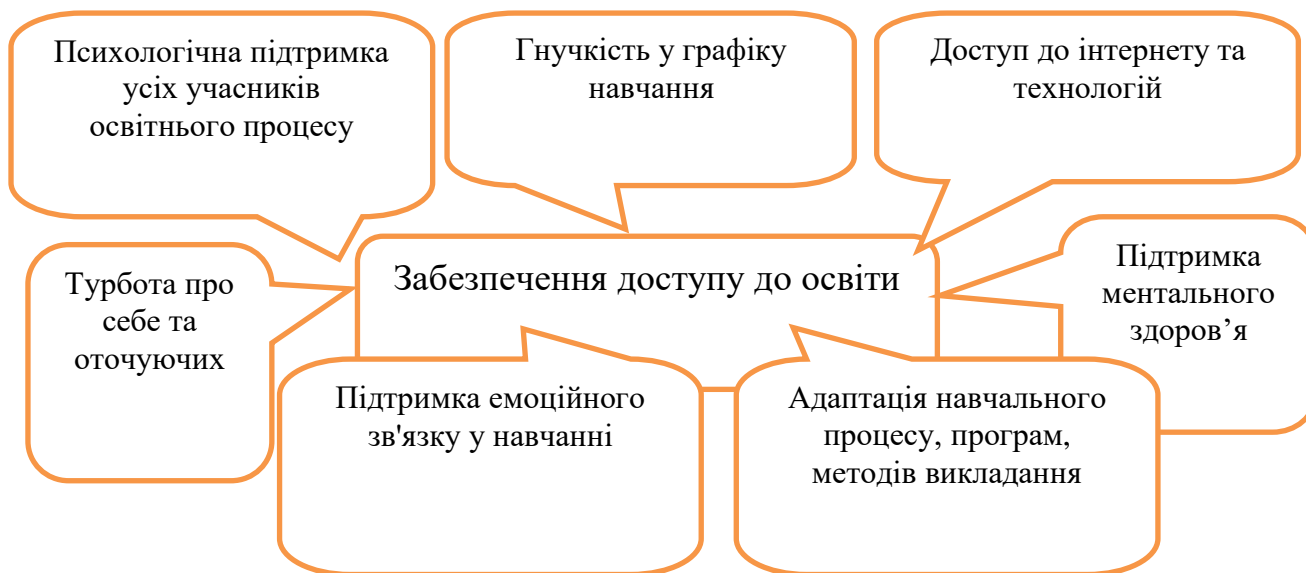 Психологічна підтримка
усіх учасників
освітнього процесу
Гнучкість у графіку
навчання
Доступ до інтернету та
технологій
Турбота про
себе та
оточуючих
Забезпечення доступу до освіти
Підтримка
ментального
здоров’я
Підтримка емоційного
зв'язку у навчанні
Адаптація навчального
процесу, програм,
методів викладання